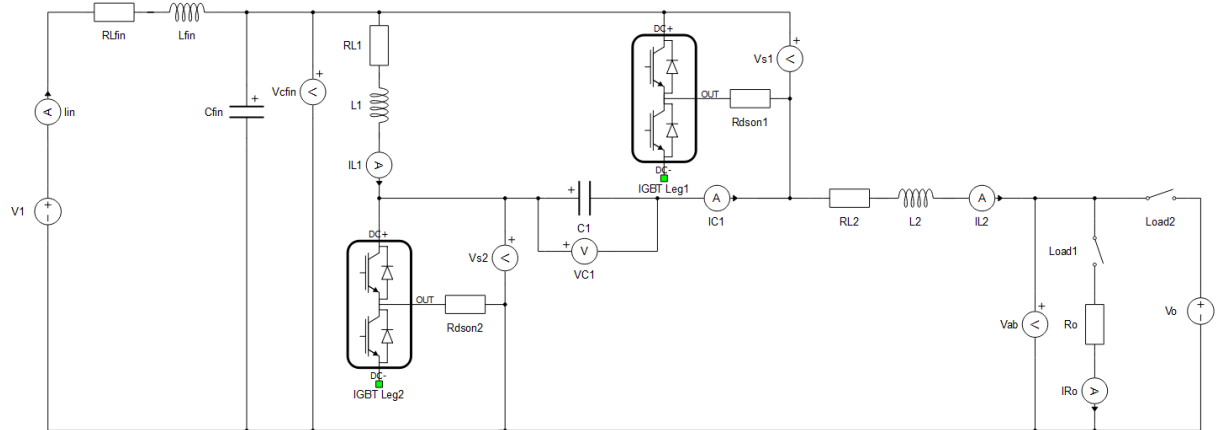 RLfin
Lfin
DC+
RL1
Vs1
V
Vcfin
V
OUT
Rdson1
A
Iin
Cfin
L1
DC-
IGBT Leg1
IL1
A
V1
C1
A
IC1
RL2
L2
A
IL2
Load2
V
VC1
DC+
Vs2
V
Load1
OUT
Rdson2
Vab
V
Ro
Vo
DC-
IGBT Leg2
IRo
A